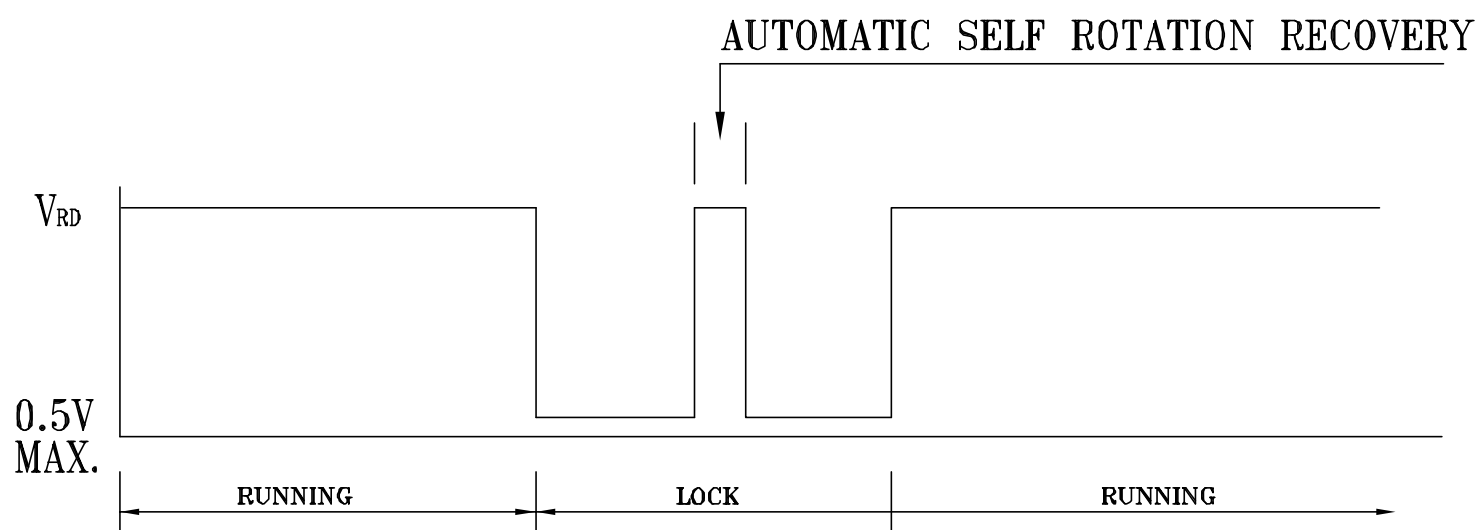 AUTOMATIC SELF ROTATION RECOVERY
VRD
0.5V
MAX.
RUNNING
LOCK
RUNNING